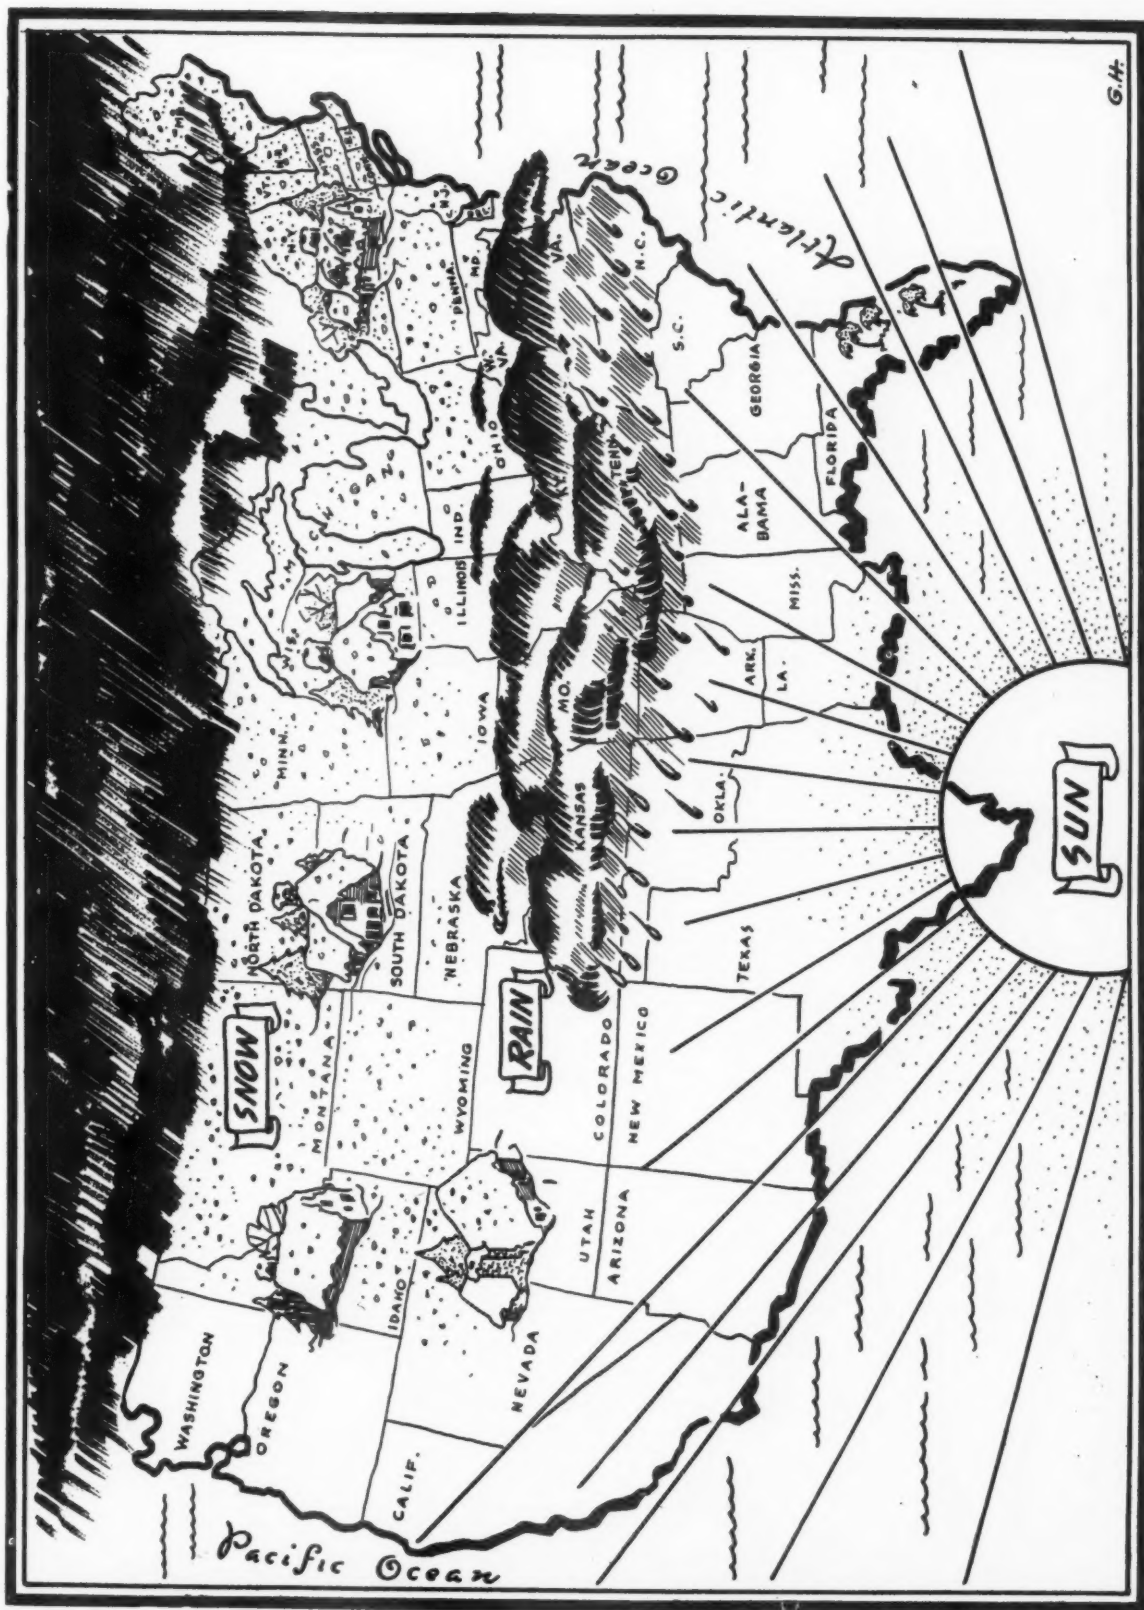 WASHINGTON
OREGON
IDAHO
SNOW
MONTANA
NORTH DAKOTA
SOUTH DAKOTA
MINN.
WIS.
MICHIGAN
N.Y.
Pacific Ocean
CALIF.
NEVADA
WYOMING
NEBRASKA
IOWA
ILLINOIS
IND.
OHIO
PENNA.
N.J.
MD.
W.
VA.
RAIN
UTAH
COLORADO
KANSAS
MO.
VA.
ARIZONA
NEW MEXICO
TENN.
N.C.
Atlantic Ocean
OKLA.
ARK.
S.C.
TEXAS
LA.
MISS.
ALA-
BAMA
GEORGIA
FLORIDA
SUN
G.H.